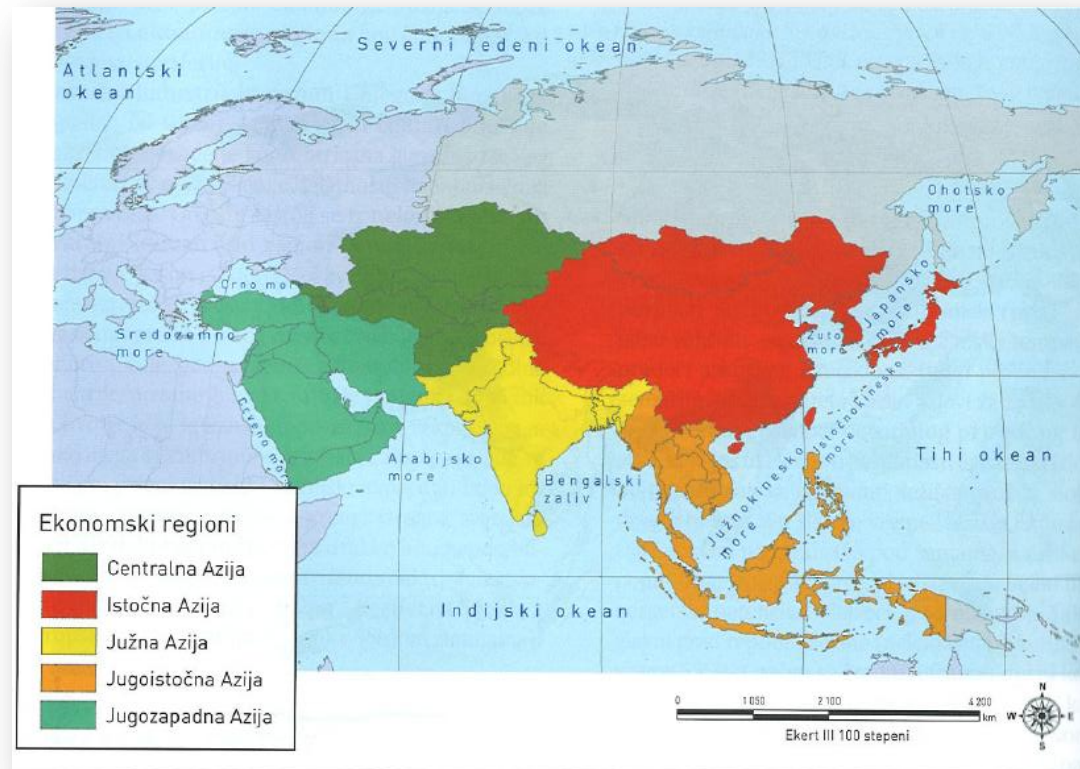 Severni ledeni okean
Atlantski
okean
Ohotsko
more
Crno more
Japansko
more
Sredozemno
more
Žuto
more
Crveno more
Istočnokinesko
more
Arabijsko
more
Bengalski
zaliv
Tihi okean
Južnokinesko
more
Indijski okean
Ekonomski regioni
Centralna Azija
Istočna Azija
Južna Azija
Jugoistočna Azija
Jugozapadna Azija
0 1 050 2 100 4 200
km
Ekert III 100 stepeni
N
W E
S